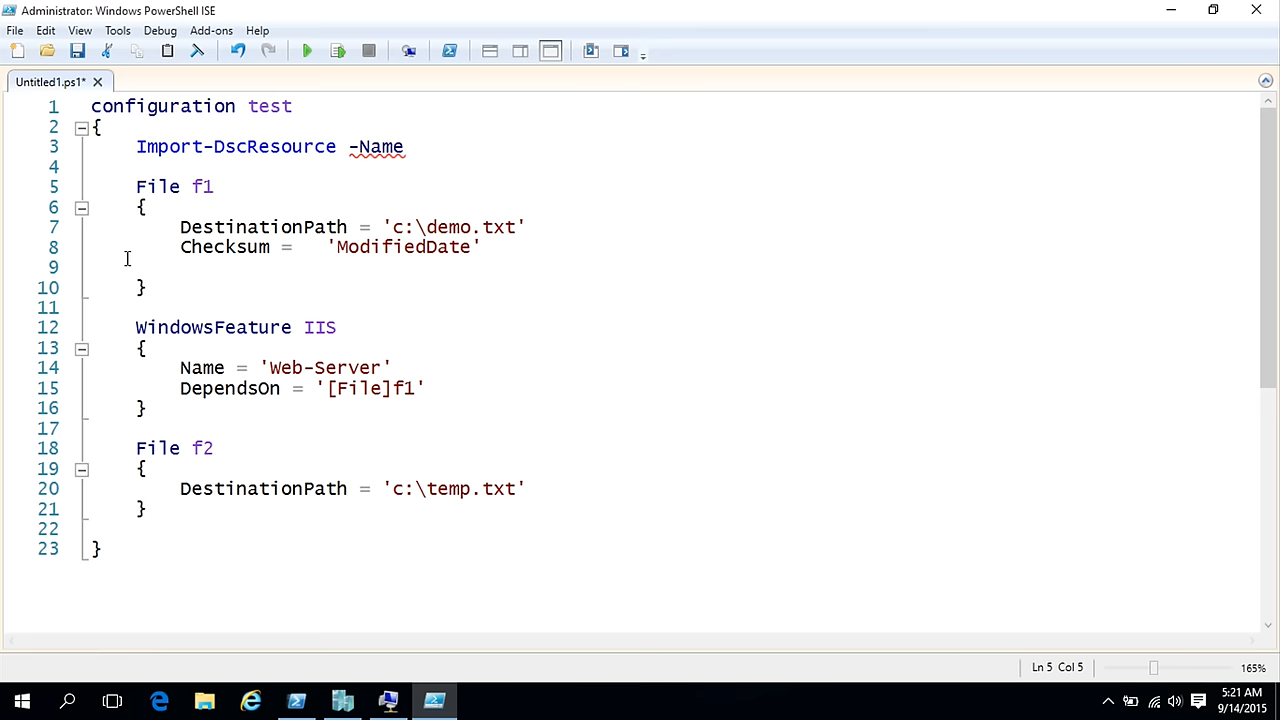 Administrator: Windows PowerShell ISE
File Edit View Tools Debug Add-ons Help
Untitled1.ps1*
1 configuration test
2 {
3 Import-DscResource -Name
4
5 File f1
6 {
7 DestinationPath = 'c:\demo.txt'
8 Checksum = 'ModifiedDate'
9
10 }
11
12 WindowsFeature IIS
13 {
14 Name = 'Web-Server'
15 DependsOn = '[File]f1'
16 }
17
18 File f2
19 {
20 DestinationPath = 'c:\temp.txt'
21 }
22
23 }
Ln 5 Col 5 165%
5:21 AM
9/14/2015